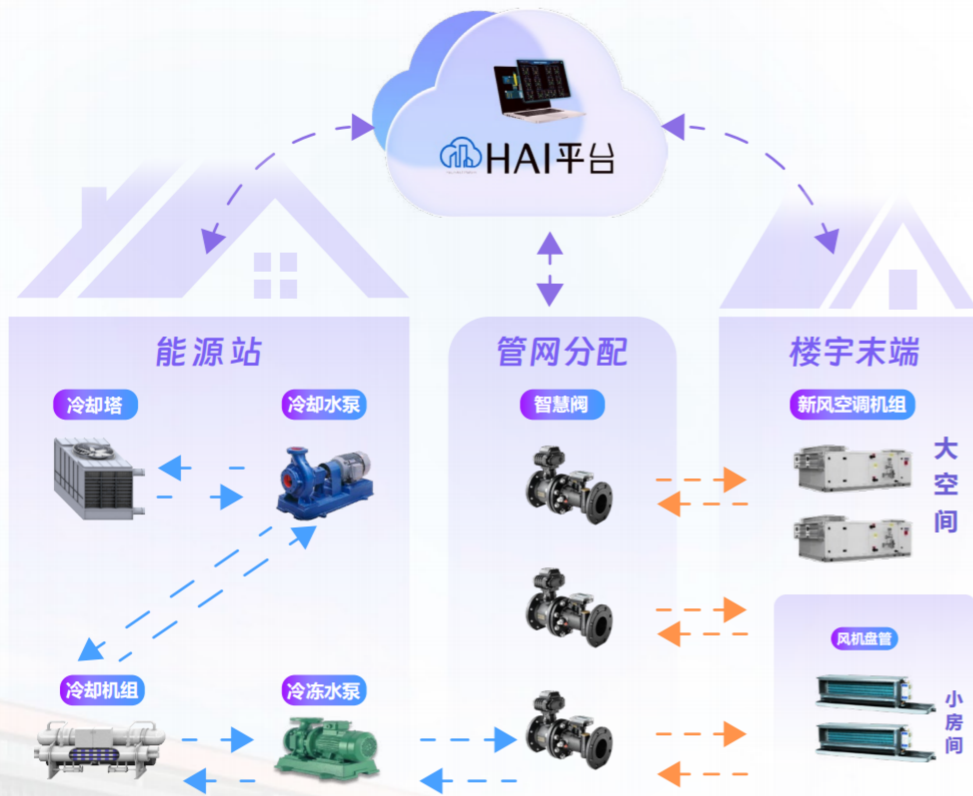 HAI平台
能源站
管网分配
楼宇末端
冷却塔
冷却水泵
智慧阀
新风空调机组
大空间
风机盘管
冷却机组
冷冻水泵
小房间